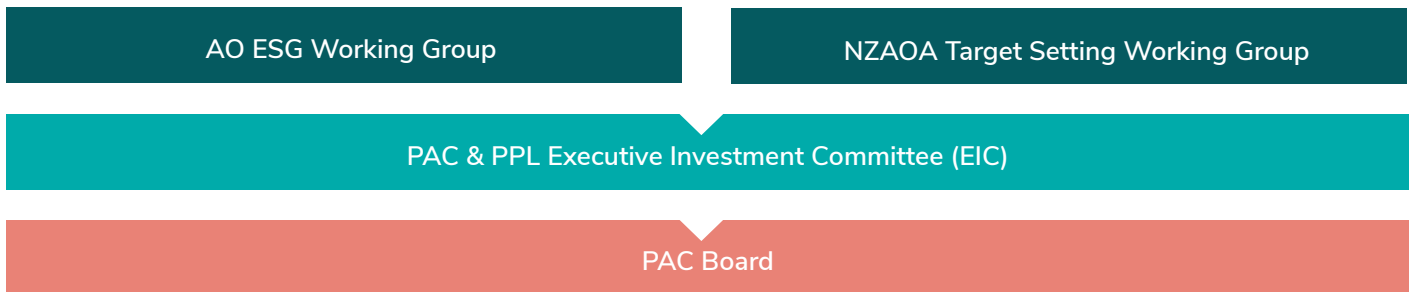 AO ESG Working Group
NZAOA Target Setting Working Group
PAC & PPL Executive Investment Committee (EIC)
PAC Board